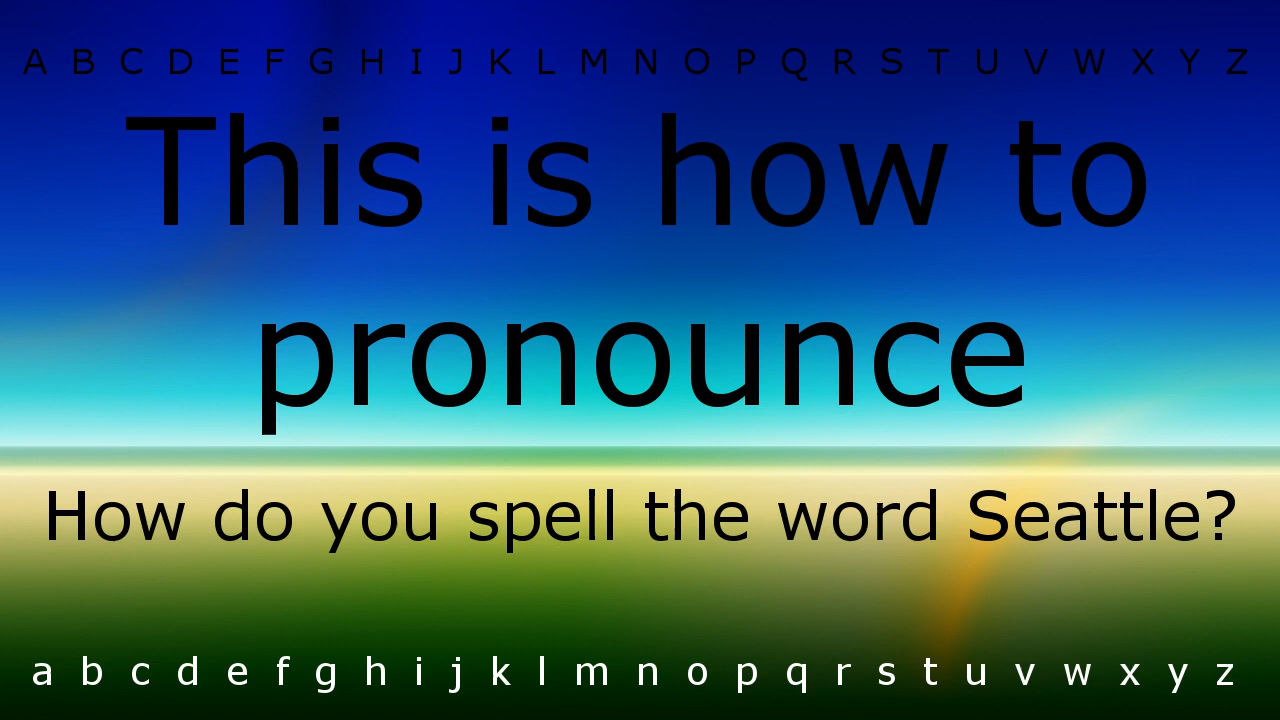 A B C D E F G H I J K L M N O P Q R S T U V W X Y Z
This is how to
pronounce
How do you spell the word Seattle?
a b c d e f g h i j k l m n o p q r s t u v w x y z